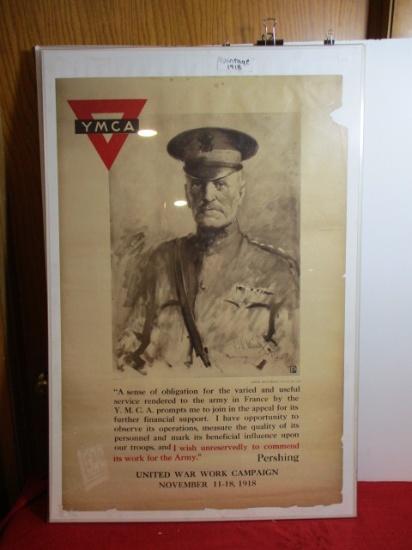 Vintage
1918
YMCA
"A sense of obligation for the varied and useful
service rendered to the army in France by the
Y. M. C. A. prompts me to join in the appeal for its
further financial support. I have opportunity to
observe its operations, measure the quality of its
personnel and mark its beneficial influence upon
our troops, and I wish unreservedly to commend
its work for the Army."
Pershing
UNITED WAR WORK CAMPAIGN
NOVEMBER 11-18, 1918